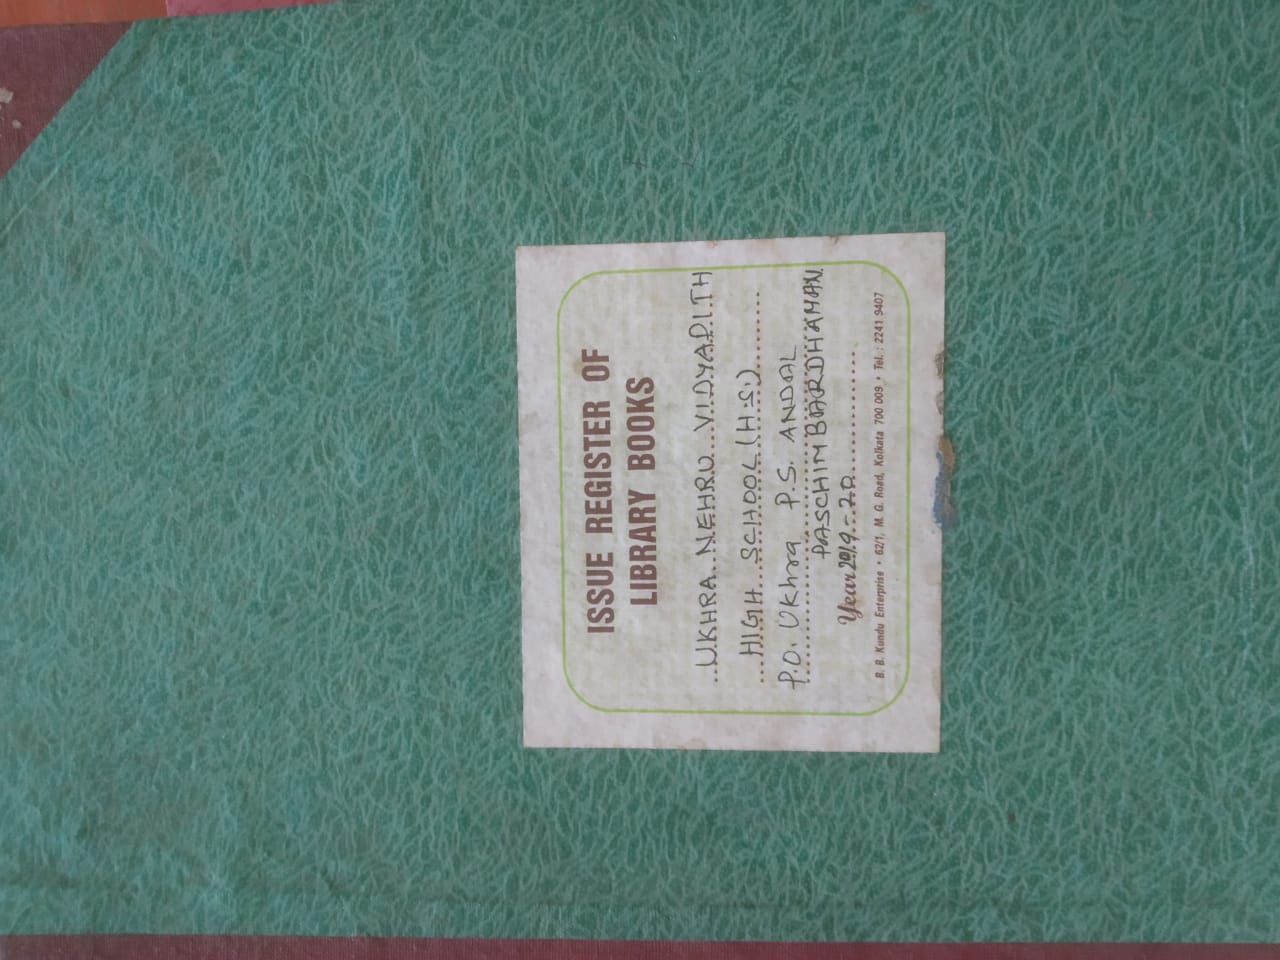 ISSUE REGISTER OF
LIBRARY BOOKS
UKHRA NEHRU VIDYAPITH
HIGH SCHOOL (H.S.)
P.O. Ukhra P.S. ANDAL
PASCHIM BARDHAMAN
Year 2019-20
B. B. Kundu Enterprise • 62/1, M. G. Road, Kolkata 700 009 • Tel. : 2241 9407